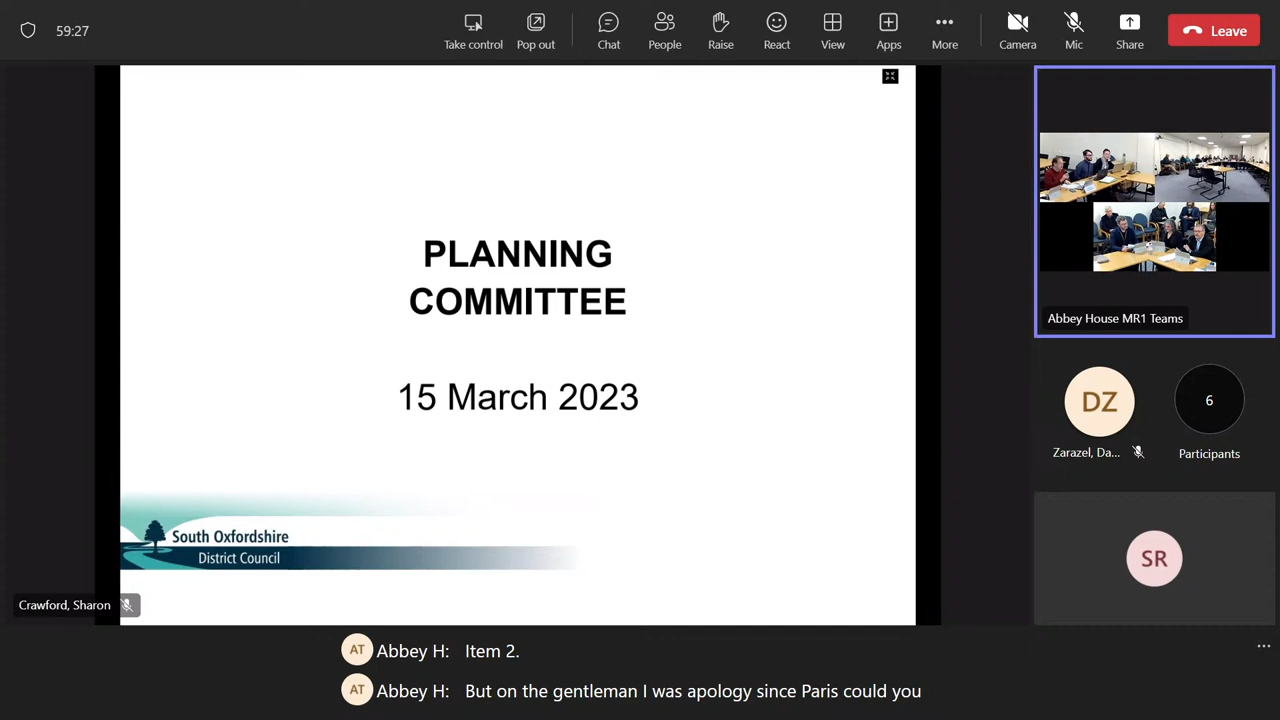 59:27
Take control
Pop out
Chat
People
Raise
React
View
Apps
More
Camera
Mic
Share
Leave
PLANNING
COMMITTEE
15 March 2023
South Oxfordshire
District Council
Crawford, Sharon
Abbey House MR1 Teams
DZ
Zarazel, Da...
6
Participants
SR
AT Abbey H: Item 2.
AT Abbey H: But on the gentleman I was apology since Paris could you